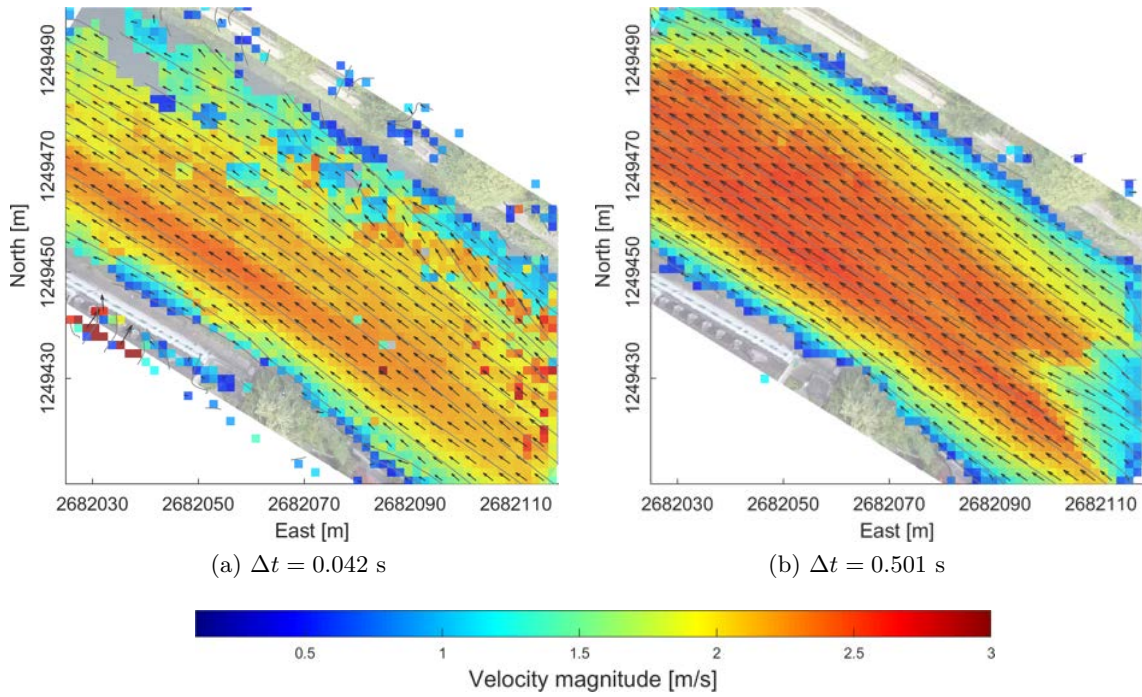 1249490
1249470
1249450
1249430
North [m]
2682030 2682050 2682070 2682090 2682110
East [m]
(a) Δt = 0.042 s
1249490
1249470
1249450
1249430
North [m]
2682030 2682050 2682070 2682090 2682110
East [m]
(b) Δt = 0.501 s
0.5 1 1.5 2 2.5 3
Velocity magnitude [m/s]